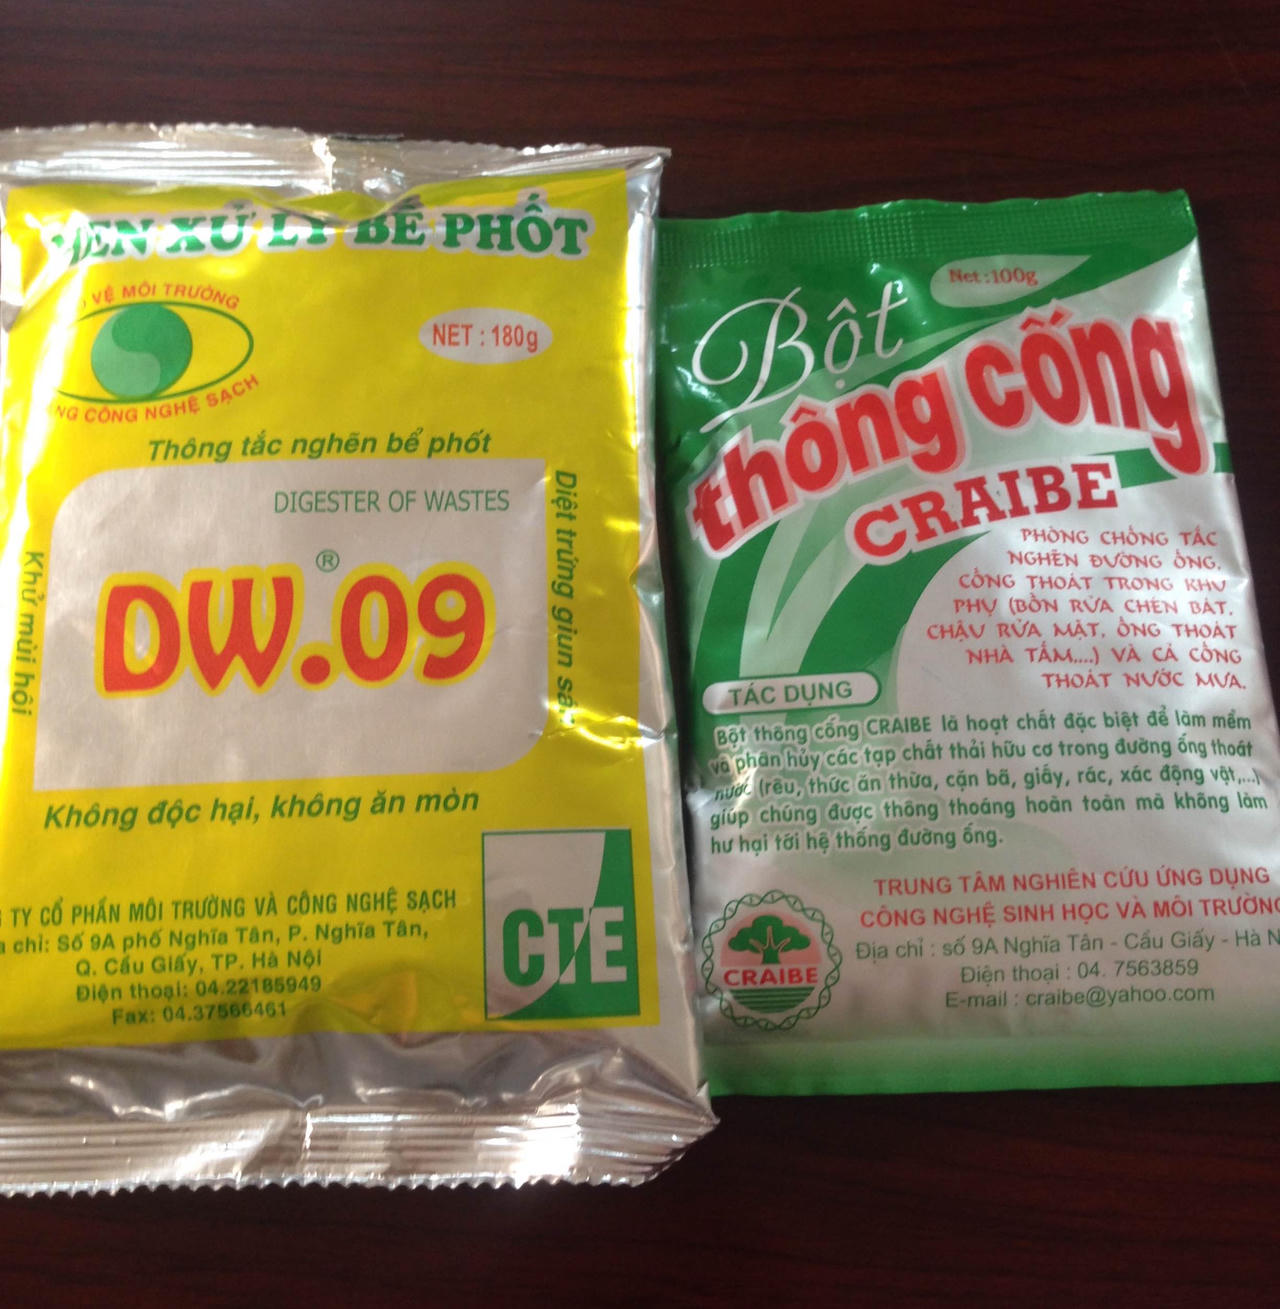 XỬ LÝ BỂ PHỐT
VỆ MÔI TRƯỜNG
CÔNG NGHỆ SẠCH
NET : 180g
Thông tắc nghẽn bể phốt
DIGESTER OF WASTES
®
DW.09
Khử mùi hôi
Diệt trứng giun
Không độc hại, không ăn mòn
TY CỔ PHẦN MÔI TRƯỜNG VÀ CÔNG NGHỆ SẠCH
chỉ: Số 9A phố Nghĩa Tân, P. Nghĩa Tân,
Q. Cầu Giấy, TP. Hà Nội
Điện thoại: 04.22185949
Fax: 04.37566461
CTE
Net :100g
Bột
thông cống
CRAIBE
PHÒNG CHỐNG TẮC
NGHẼN ĐƯỜNG ỐNG,
CỐNG THOÁT TRONG KHU
PHỤ (BỒN RỬA CHÉN BÁT,
CHẬU RỬA MẶT, ỐNG THOÁT
NHÀ TẮM....) VÀ CẢ CỐNG
THOÁT NƯỚC MƯA.
TÁC DỤNG
Bột thông cống CRAIBE là hoạt chất đặc biệt để làm mềm
và phân hủy các tạp chất thải hữu cơ trong đường ống thoát
nước (rêu, thức ăn thừa, cặn bã, giấy, rác, xác động vật,...)
giúp chúng được thông thoáng hoàn toàn mà không làm
hư hại tới hệ thống đường ống.
TRUNG TÂM NGHIÊN CỨU ỨNG DỤNG
CÔNG NGHỆ SINH HỌC VÀ MÔI TRƯỜNG
Địa chỉ : số 9A Nghĩa Tân - Cầu Giấy - Hà
Điện thoại : 04. 7563859
E-mail : craibe@yahoo.com
CRAIBE